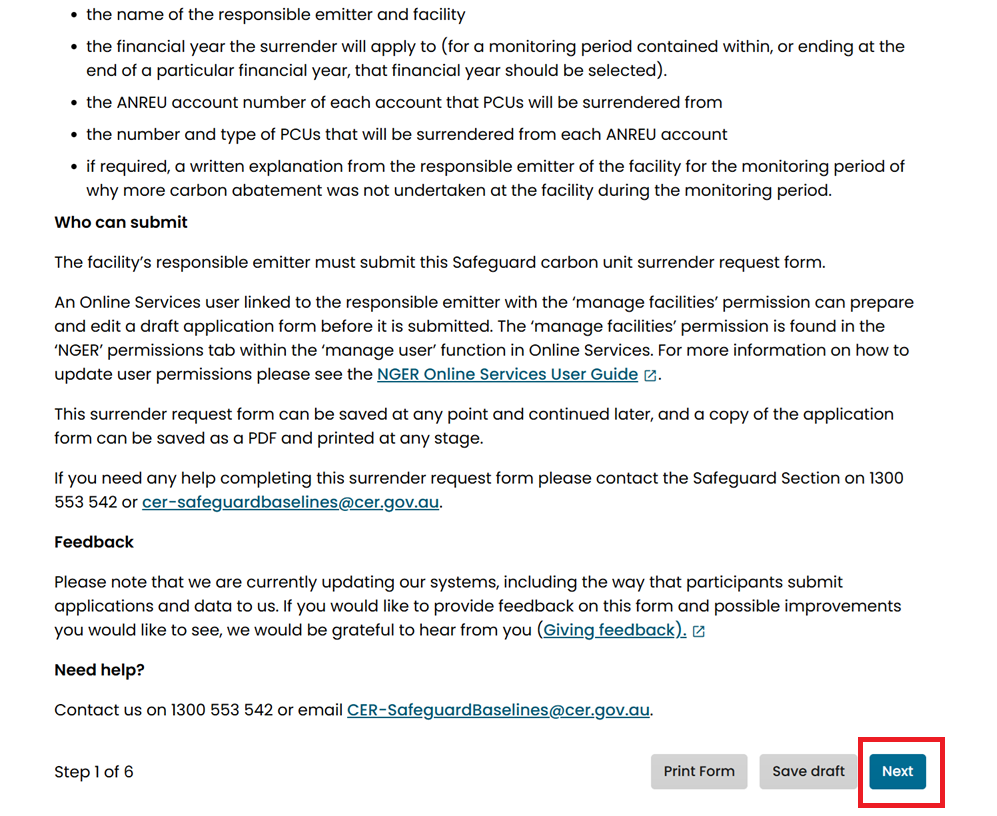 • the name of the responsible emitter and facility
• the financial year the surrender will apply to (for a monitoring period contained within, or ending at the
end of a particular financial year, that financial year should be selected).
• the ANREU account number of each account that PCUs will be surrendered from
• the number and type of PCUs that will be surrendered from each ANREU account
• if required, a written explanation from the responsible emitter of the facility for the monitoring period of
why more carbon abatement was not undertaken at the facility during the monitoring period.
Who can submit
The facility’s responsible emitter must submit this Safeguard carbon unit surrender request form.
An Online Services user linked to the responsible emitter with the ‘manage facilities’ permission can prepare
and edit a draft application form before it is submitted. The ‘manage facilities’ permission is found in the
‘NGER’ permissions tab within the ‘manage user’ function in Online Services. For more information on how to
update user permissions please see the NGER Online Services User Guide.
This surrender request form can be saved at any point and continued later, and a copy of the application
form can be saved as a PDF and printed at any stage.
If you need any help completing this surrender request form please contact the Safeguard Section on 1300
553 542 or cer-safeguardbaselines@cer.gov.au.
Feedback
Please note that we are currently updating our systems, including the way that participants submit
applications and data to us. If you would like to provide feedback on this form and possible improvements
you would like to see, we would be grateful to hear from you (Giving feedback).
Need help?
Contact us on 1300 553 542 or email CER-SafeguardBaselines@cer.gov.au.
Step 1 of 6 Print Form Save draft Next